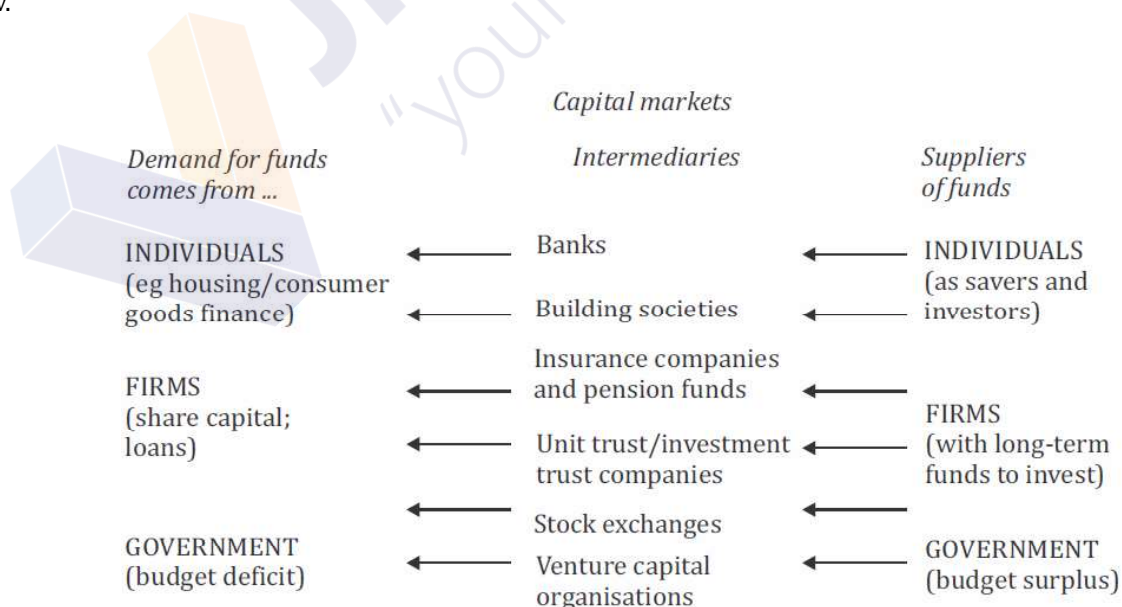 Capital markets
Demand for funds
comes from ...
Intermediaries
Suppliers
of funds
INDIVIDUALS
(eg housing/consumer
goods finance)
Banks
Building societies
INDIVIDUALS
(as savers and
investors)
Insurance companies
and pension funds
FIRMS
(share capital;
loans)
Unit trust/investment
trust companies
FIRMS
(with long-term
funds to invest)
Stock exchanges
GOVERNMENT
(budget deficit)
Venture capital
organisations
GOVERNMENT
(budget surplus)
"your